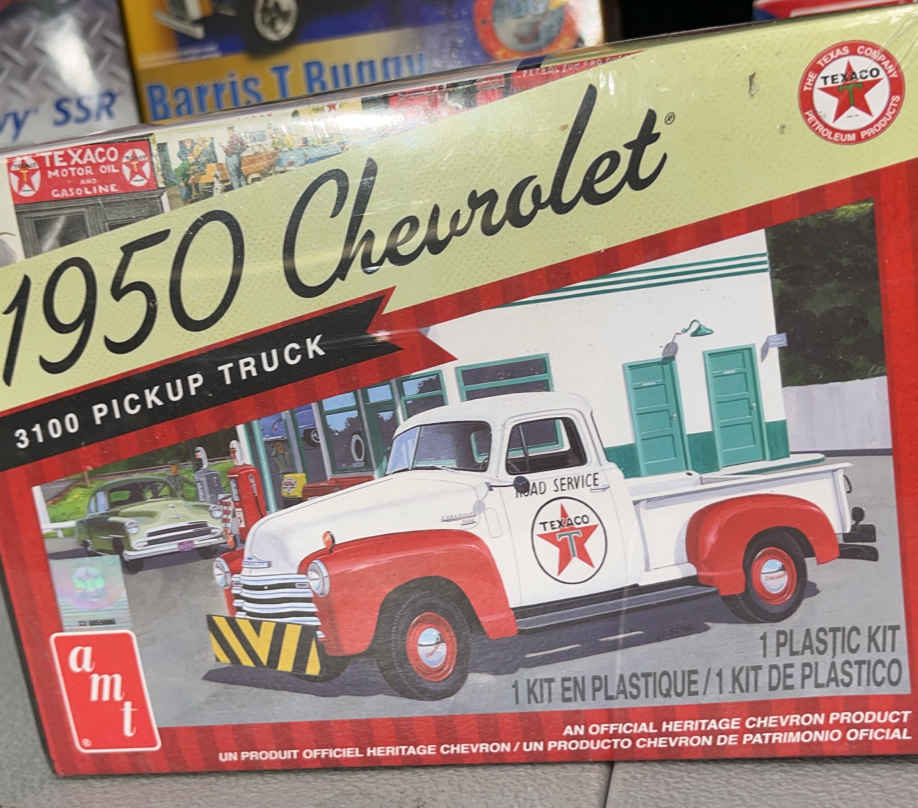 vy SSR
Barris T Buggy
TEXACO
MOTOR OIL
AND
GASOLINE
THE TEXAS COMPANY
TEXACO
T
PETROLEUM PRODUCTS
1950 Chevrolet®
3100 PICKUP TRUCK
ROAD SERVICE
TEXACO
T
amt®
1 PLASTIC KIT
1 KIT EN PLASTIQUE / 1 KIT DE PLÁSTICO
AN OFFICIAL HERITAGE CHEVRON PRODUCT
UN PRODUIT OFFICIEL HERITAGE CHEVRON / UN PRODUCTO CHEVRON DE PATRIMONIO OFICIAL